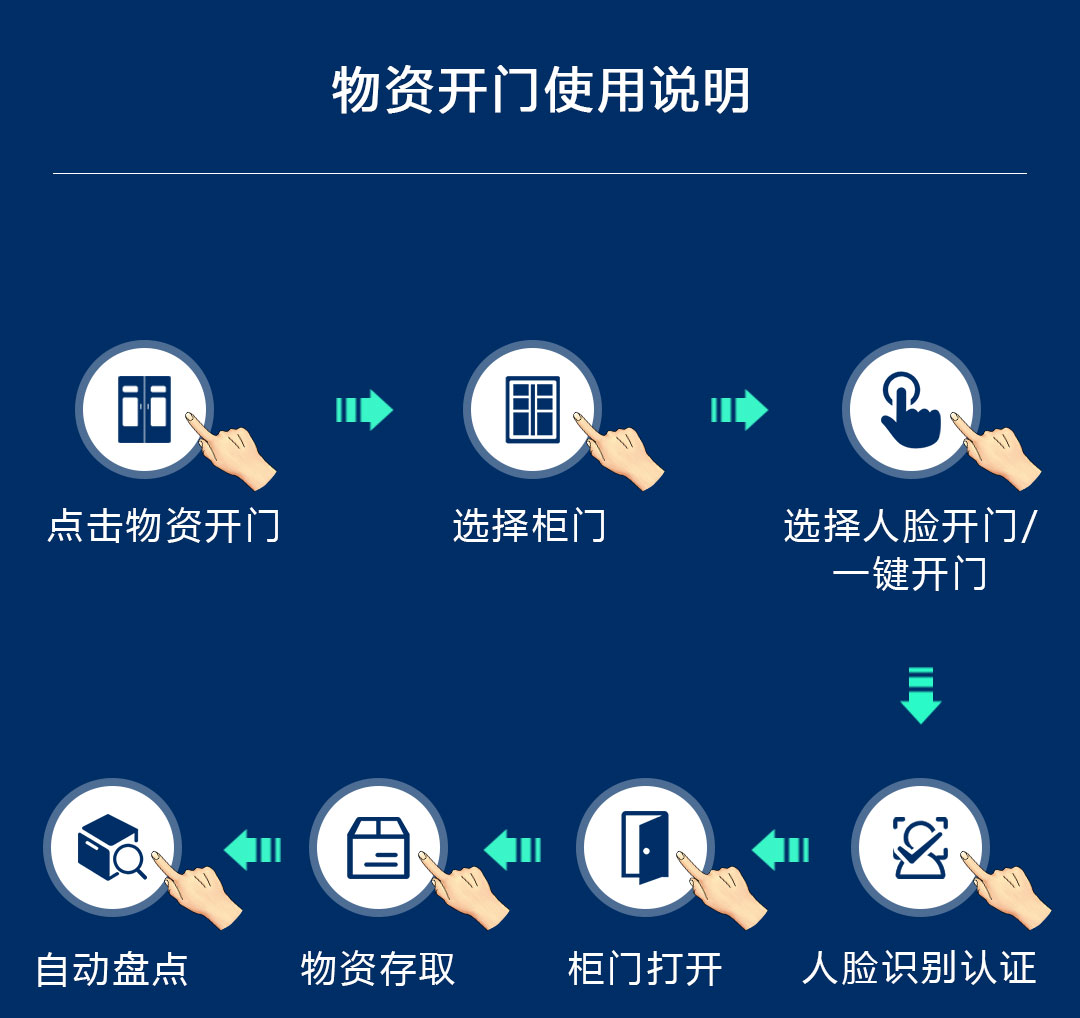 物资开门使用说明
点击物资开门
选择柜门
选择人脸开门/
一键开门
人脸识别认证
柜门打开
物资存取
自动盘点